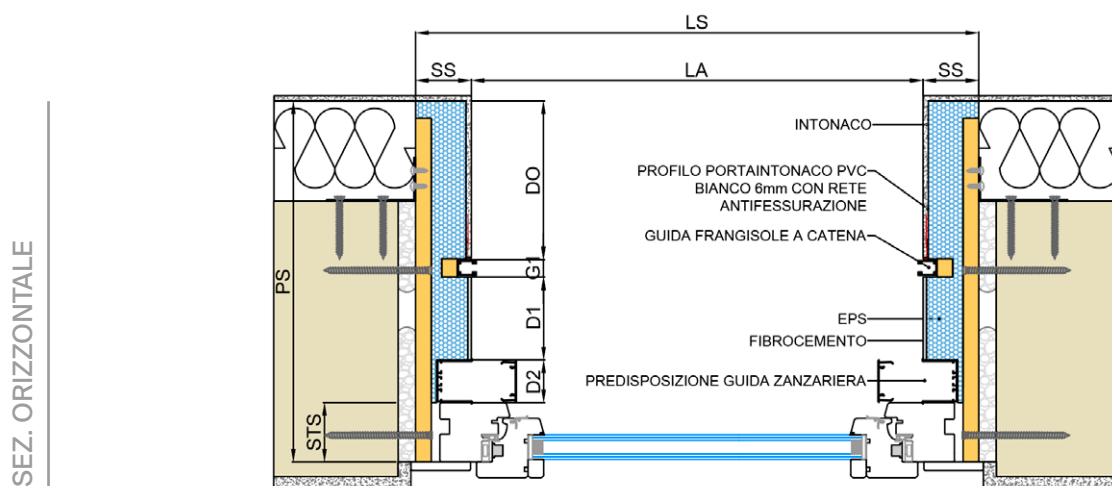 SEZ. ORIZZONTALE
LS
SS
LA
SS
INTONACO
PROFILO PORTAINTONACO PVC
BIANCO 6mm CON RETE
ANTIFESSURAZIONE
GUIDA FRANGISOLE A CATENA
EPS
FIBROCEMENTO
PREDISPOSIZIONE GUIDA ZANZARIERA
PS
DO
G1
D1
D2
STS